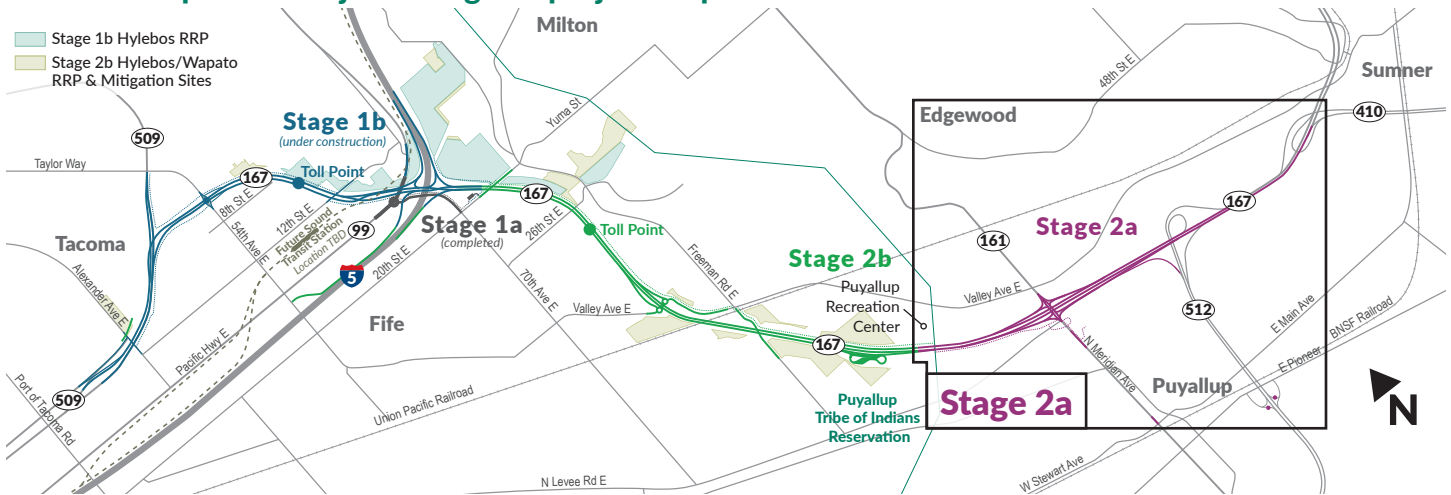 Milton
Stage 1b Hylebos RRP
Stage 2b Hylebos/Wapato
RRP & Mitigation Sites
48th St E
Sumner
Edgewood
410
Yuma St
Stage 1b
(under construction)
509
Taylor Way
Toll Point
167
8th St E
12th St E
54th Ave E
Future Sound
Transit Station
Location TBD
99
Stage 1a
(completed)
167
26th St E
Toll Point
20th St E
5
70th Ave E
Freeman Rd E
Tacoma
Alexander Ave E
Pacific Hwy E
Fife
Valley Ave E
Stage 2b
Puyallup
Recreation
Center
167
161
Stage 2a
167
Valley Ave E
512
E Main Ave
BNSF Railroad
E Pioneer
N Meridian Ave
Puyallup
Stage 2a
Puyallup
Tribe of Indians
Reservation
509
Port of Tacoma Rd
Union Pacific Railroad
N Levee Rd E
W Stewart Ave
N